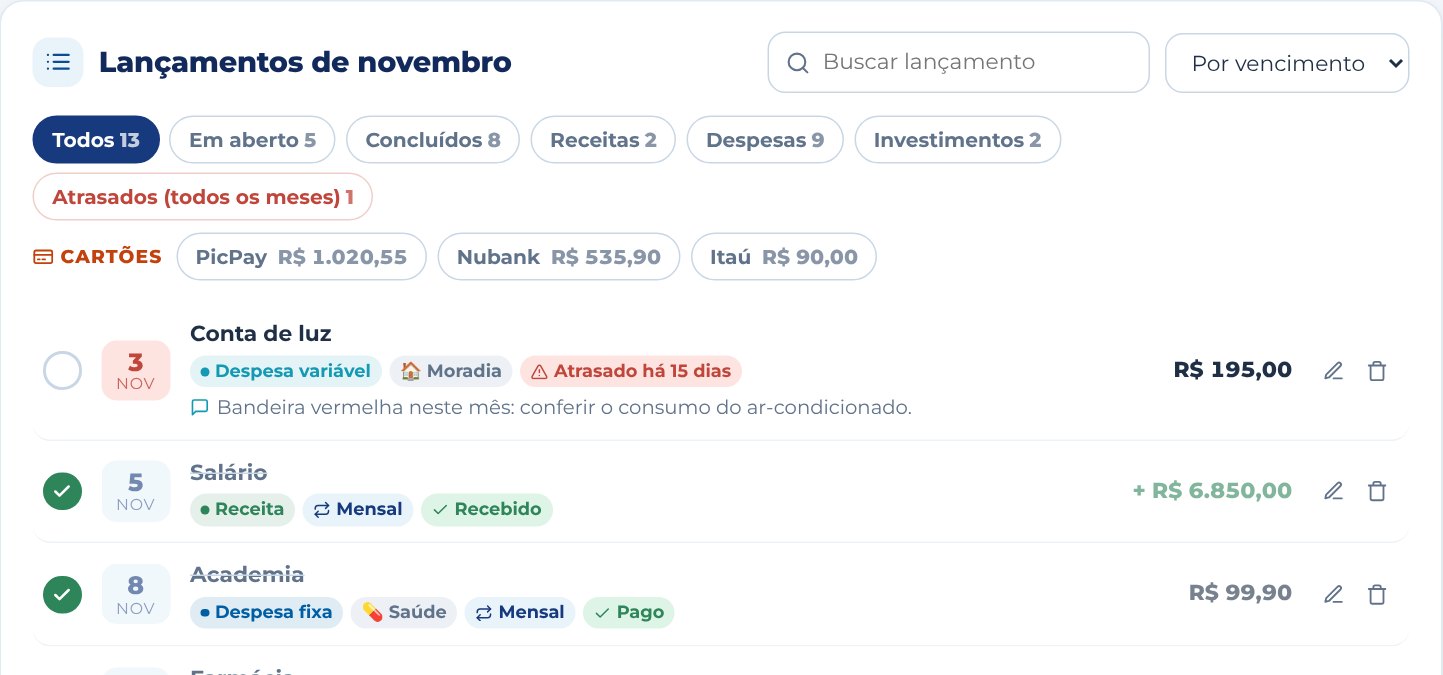 Lançamentos de novembro
Buscar lançamento
Por vencimento
Todos 13
Em aberto 5
Concluídos 8
Receitas 2
Despesas 9
Investimentos 2
Atrasados (todos os meses) 1
CARTÕES
PicPay R$ 1.020,55
Nubank R$ 535,90
Itaú R$ 90,00
3
NOV
Conta de luz
Despesa variável
Moradia
Atrasado há 15 dias
Bandeira vermelha neste mês: conferir o consumo do ar-condicionado.
R$ 195,00
5
NOV
Salário
Receita
Mensal
Recebido
+ R$ 6.850,00
8
NOV
Academia
Despesa fixa
Saúde
Mensal
Pago
R$ 99,90